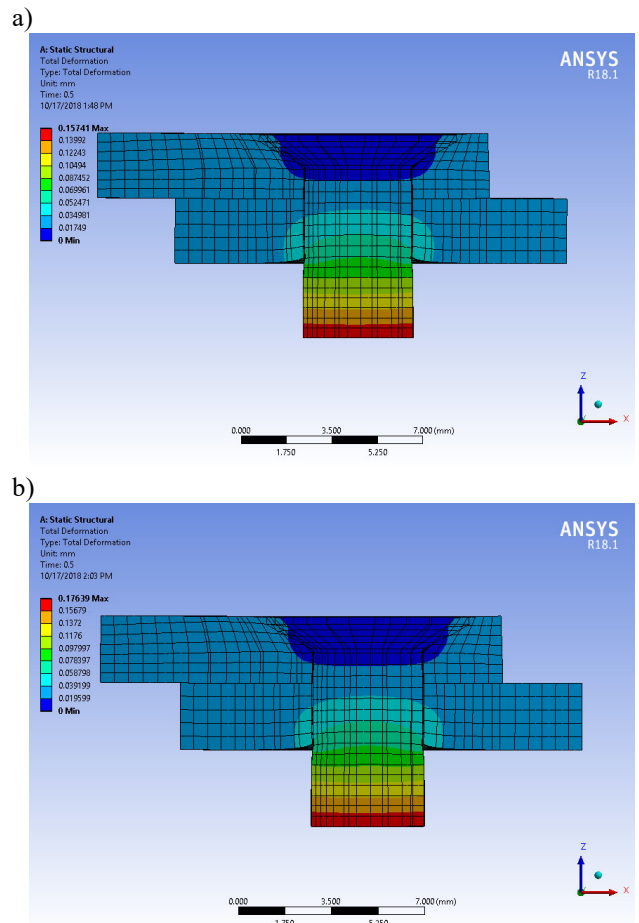 a)
A: Static Structural
Total Deformation
Type: Total Deformation
Unit: mm
Time: 0.5
10/17/2018 1:48 PM
ANSYS
R18.1
0.15741 Max
0.13992
0.12243
0.10494
0.087452
0.069961
0.052471
0.034981
0.01749
0 Min
Z
X
0.000 3.500 7.000 (mm)
1.750 5.250
b)
A: Static Structural
Total Deformation
Type: Total Deformation
Unit: mm
Time: 0.5
10/17/2018 2:03 PM
ANSYS
R18.1
0.17639 Max
0.15679
0.1372
0.1176
0.097997
0.078397
0.058798
0.039199
0.019599
0 Min
Z
X
0.000 3.500 7.000 (mm)
1.750 5.250